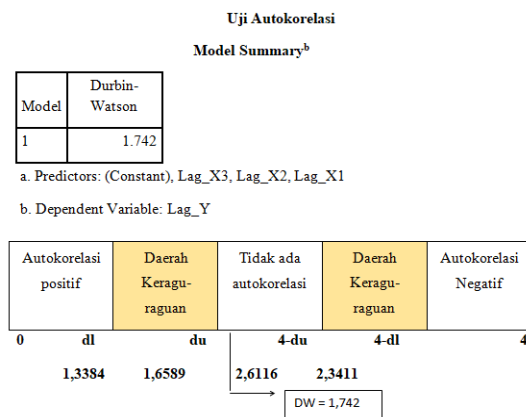 Uji Autokorelasi
Model Summaryb
Model Durbin-
Watson
1 1.742
a. Predictors: (Constant), Lag_X3, Lag_X2, Lag_X1
b. Dependent Variable: Lag_Y
Autokorelasi Daerah Tidak ada Daerah Autokorelasi
positif Keragu- autokorelasi Keragu- Negatif
raguan raguan
0 dl du 4-du 4-dl 4
1,3384 1,6589 2,6116 2,3411
DW = 1,742